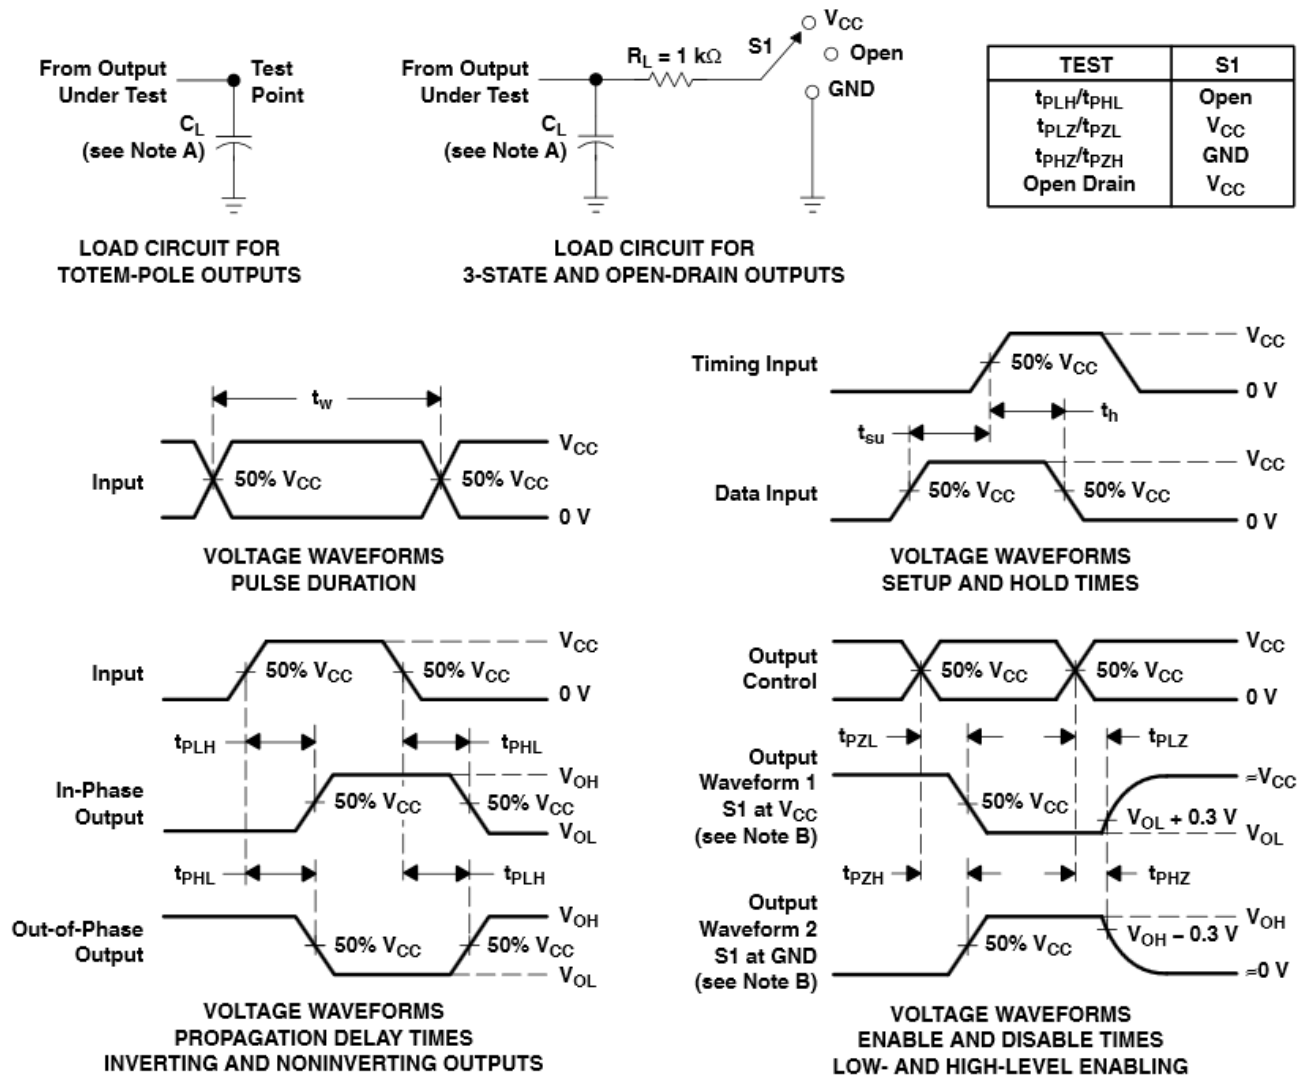 From Output
Under Test
Test
Point
CL
(see Note A)
LOAD CIRCUIT FOR
TOTEM-POLE OUTPUTS
From Output
Under Test
RL = 1 kΩ
S1
VCC
Open
GND
CL
(see Note A)
LOAD CIRCUIT FOR
3-STATE AND OPEN-DRAIN OUTPUTS
TEST S1
tPLH/tPHL Open
tPLZ/tPZL VCC
tPHZ/tPZH GND
Open Drain VCC
tw
VCC
Input
50% VCC
50% VCC
0 V
VOLTAGE WAVEFORMS
PULSE DURATION
Timing Input
50% VCC
VCC
0 V
th
tsu
VCC
Data Input
50% VCC
50% VCC
0 V
VOLTAGE WAVEFORMS
SETUP AND HOLD TIMES
Input
50% VCC
50% VCC
VCC
0 V
tPLH
tPHL
In-Phase
Output
50% VCC
50% VCC
VOH
VOL
tPHL
tPLH
Out-of-Phase
Output
50% VCC
50% VCC
VOH
VOL
VOLTAGE WAVEFORMS
PROPAGATION DELAY TIMES
INVERTING AND NONINVERTING OUTPUTS
Output
Control
50% VCC
50% VCC
VCC
0 V
tPZL
tPLZ
Output
Waveform 1
S1 at VCC
(see Note B)
50% VCC
≈VCC
VOL + 0.3 V
VOL
tPZH
tPHZ
Output
Waveform 2
S1 at GND
(see Note B)
50% VCC
VOH
VOH – 0.3 V
≈0 V
VOLTAGE WAVEFORMS
ENABLE AND DISABLE TIMES
LOW- AND HIGH-LEVEL ENABLING